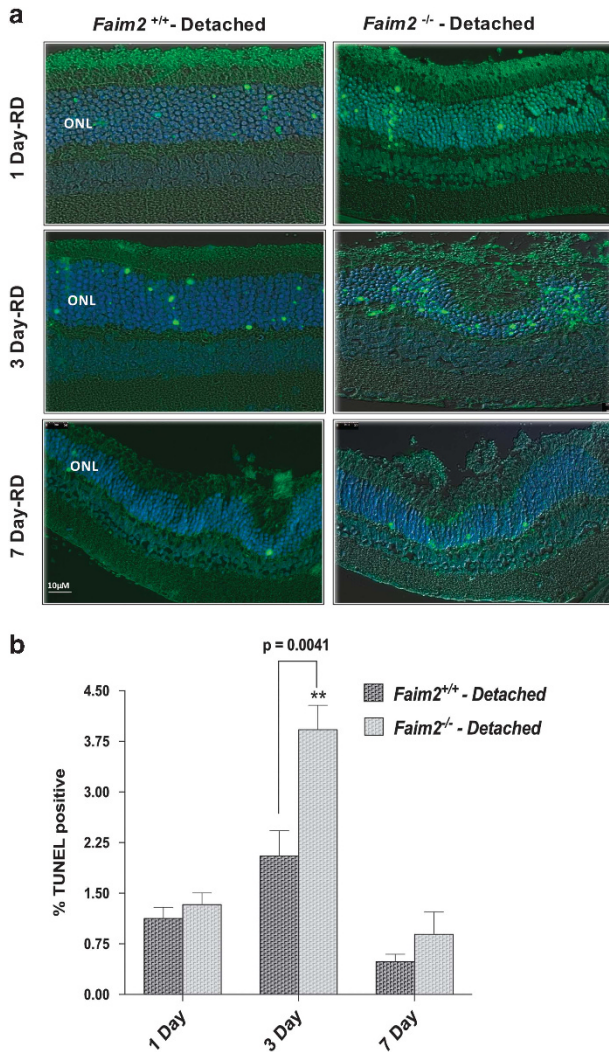 a
Faim2 +/+- Detached
Faim2 -/- - Detached
1 Day-RD
ONL
3 Day-RD
ONL
7 Day-RD
ONL
10µM
b
p = 0.0041
**
Faim2+/+ - Detached
Faim2-/- - Detached
% TUNEL positive
4.50
3.75
3.00
2.25
1.50
0.75
0.00
1 Day
3 Day
7 Day